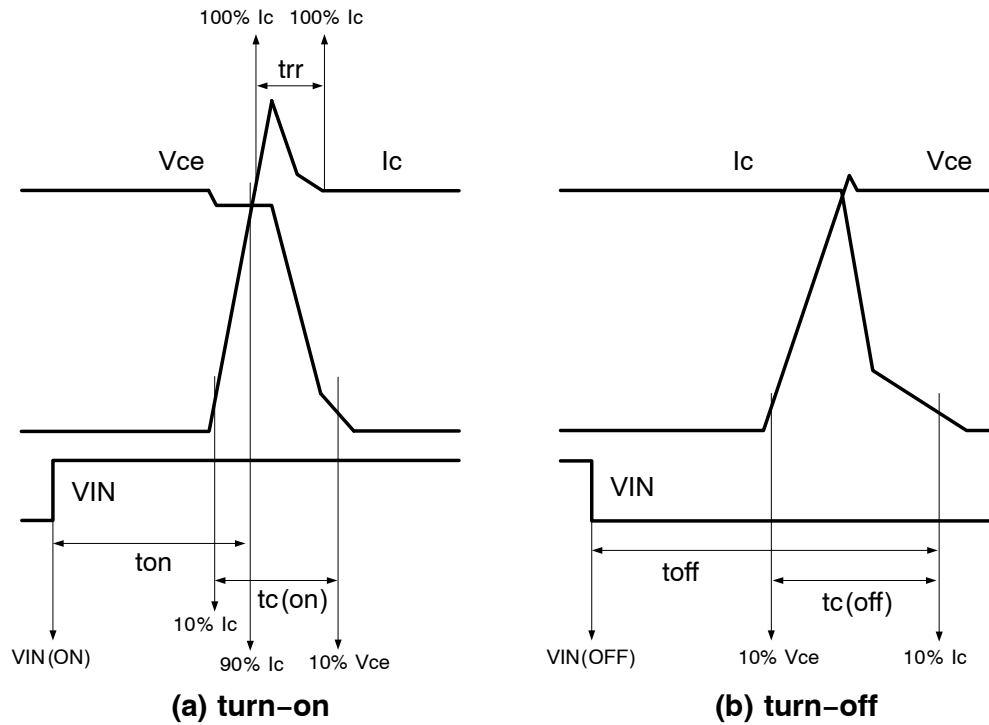 100% Ic 100% Ic
trr
Vce
Ic
VIN
ton
tc(on)
10% Ic
VIN(ON)
90% Ic
10% Vce
(a) turn−on
Ic
Vce
VIN
toff
tc(off)
VIN(OFF)
10% Vce
10% Ic
(b) turn−off